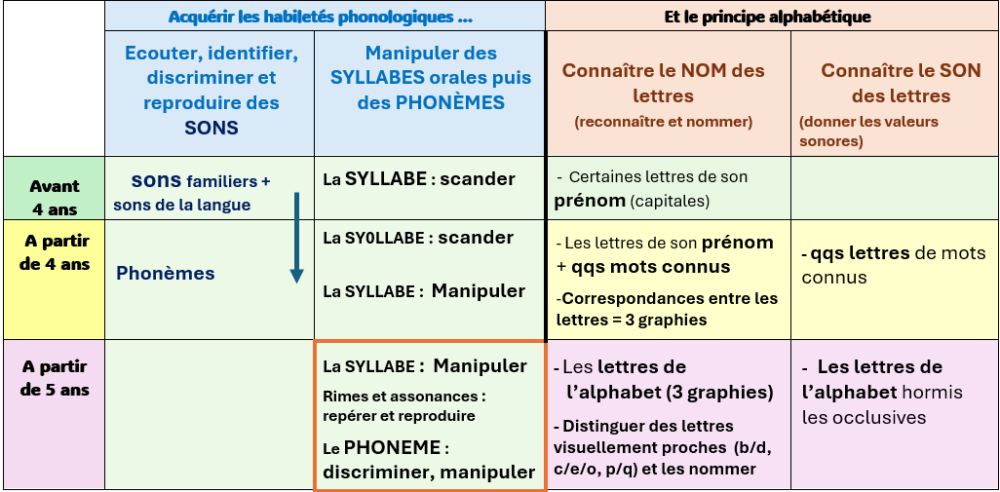 Acquérir les habiletés phonologiques ...
Et le principe alphabétique
Ecouter, identifier,
discriminer et
reproduire des
SONS
Manipuler des
SYLLABES orales puis
des PHONÈMES
Connaître le NOM des
lettres
(reconnaître et nommer)
Connaître le SON
des lettres
(donner les valeurs
sonores)
Avant
4 ans
sons familiers +
sons de la langue
La SYLLABE : scander
- Certaines lettres de son
prénom (capitales)
A partir
de 4 ans
Phonèmes
La SY0LLABE : scander
La SYLLABE : Manipuler
- Les lettres de son prénom
+ qqs mots connus
-Correspondances entre les
lettres = 3 graphies
- qqs lettres de mots
connus
A partir
de 5 ans
La SYLLABE : Manipuler
Rimes et assonances :
repérer et reproduire
Le PHONEME :
discriminer, manipuler
- Les lettres de
l’alphabet (3 graphies)
- Distinguer des lettres
visuellement proches (b/d,
c/e/o, p/q) et les nommer
- Les lettres de
l’alphabet hormis
les occlusives